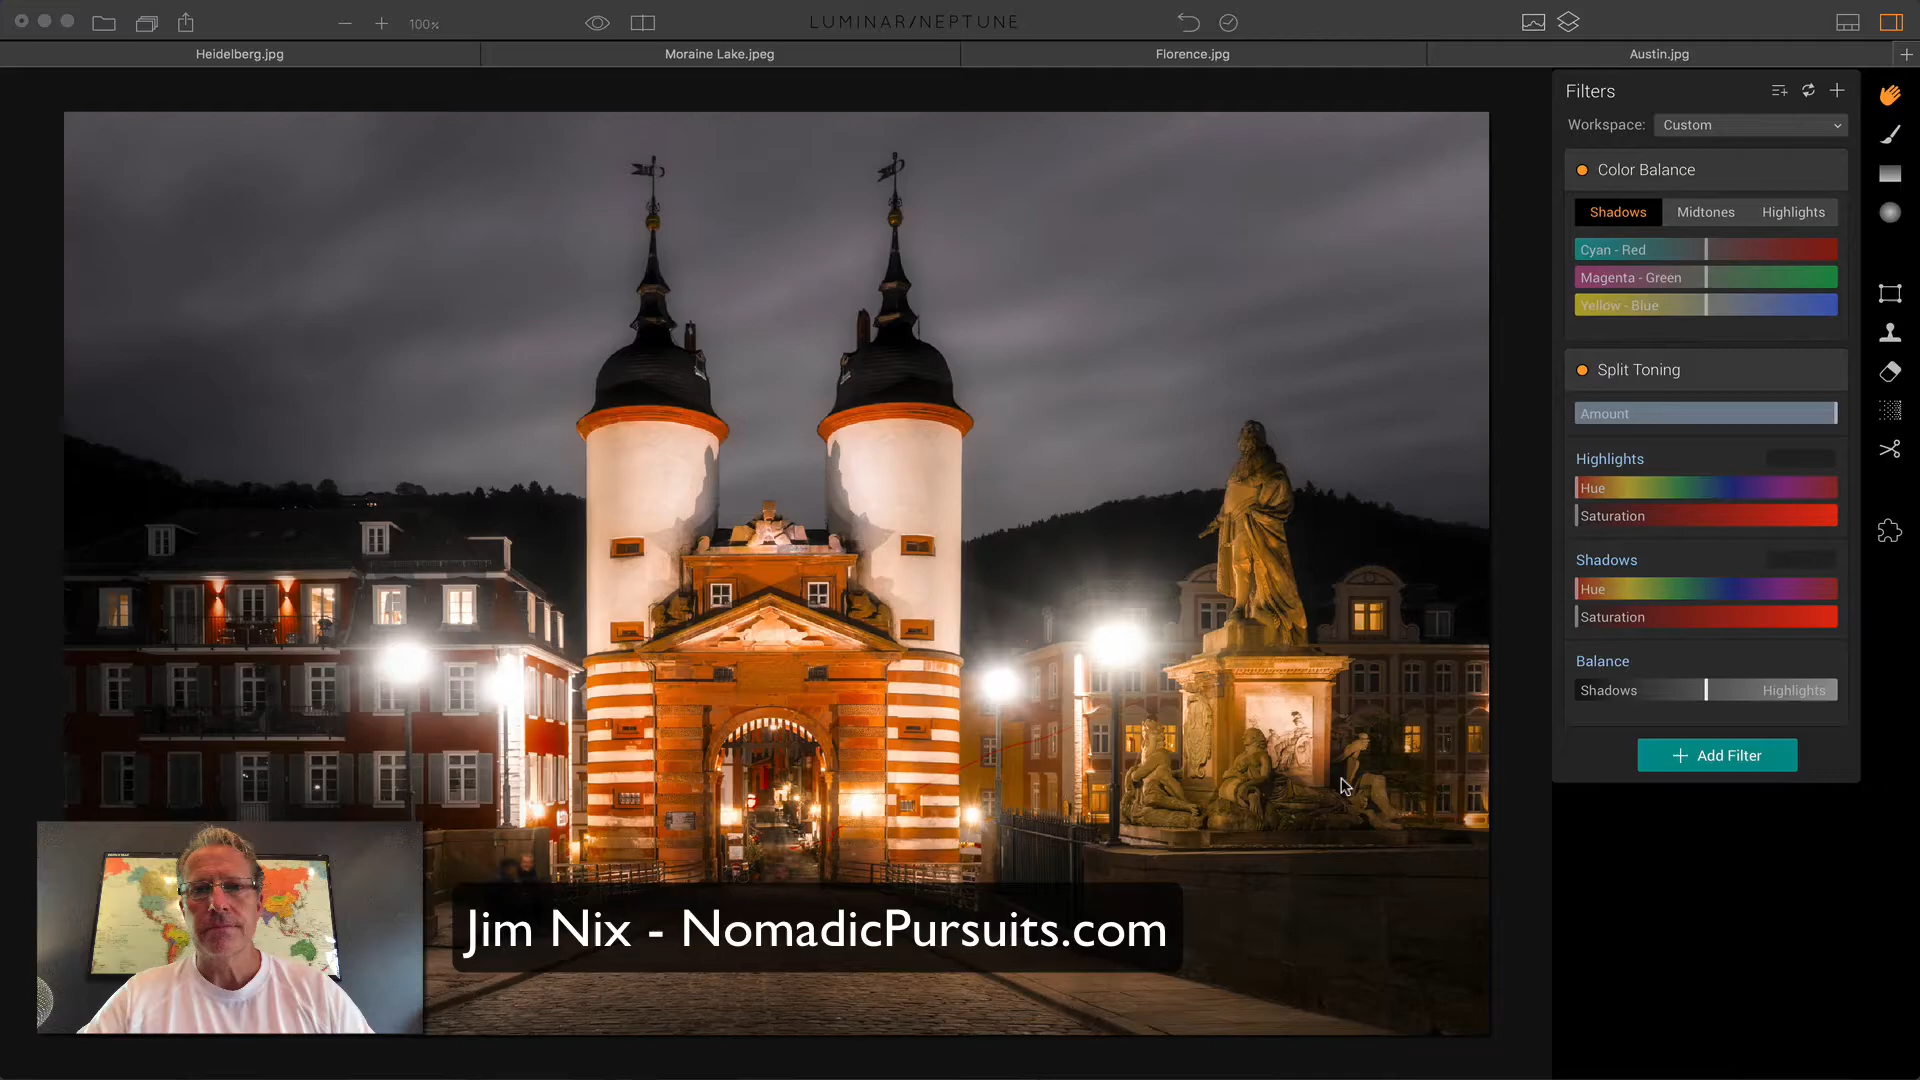 100%
LUMINAR/NEPTUNE
Heidelberg.jpg
Moraine Lake.jpeg
Florence.jpg
Austin.jpg
Filters
Workspace: Custom
Color Balance
Shadows Midtones Highlights
Cyan - Red
Magenta - Green
Yellow - Blue
Split Toning
Amount
Highlights
Hue
Saturation
Shadows
Hue
Saturation
Balance
Shadows Highlights
Add Filter
Jim Nix - NomadicPursuits.com